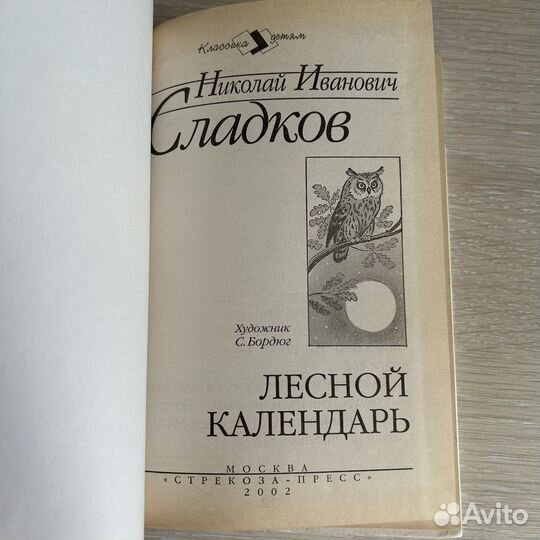 Классика детям
Николай Иванович
Сладков
Художник
С. Бордюг
ЛЕСНОЙ
КАЛЕНДАРЬ
МОСКВА
«СТРЕКОЗА-ПРЕСС»
2002
Avito